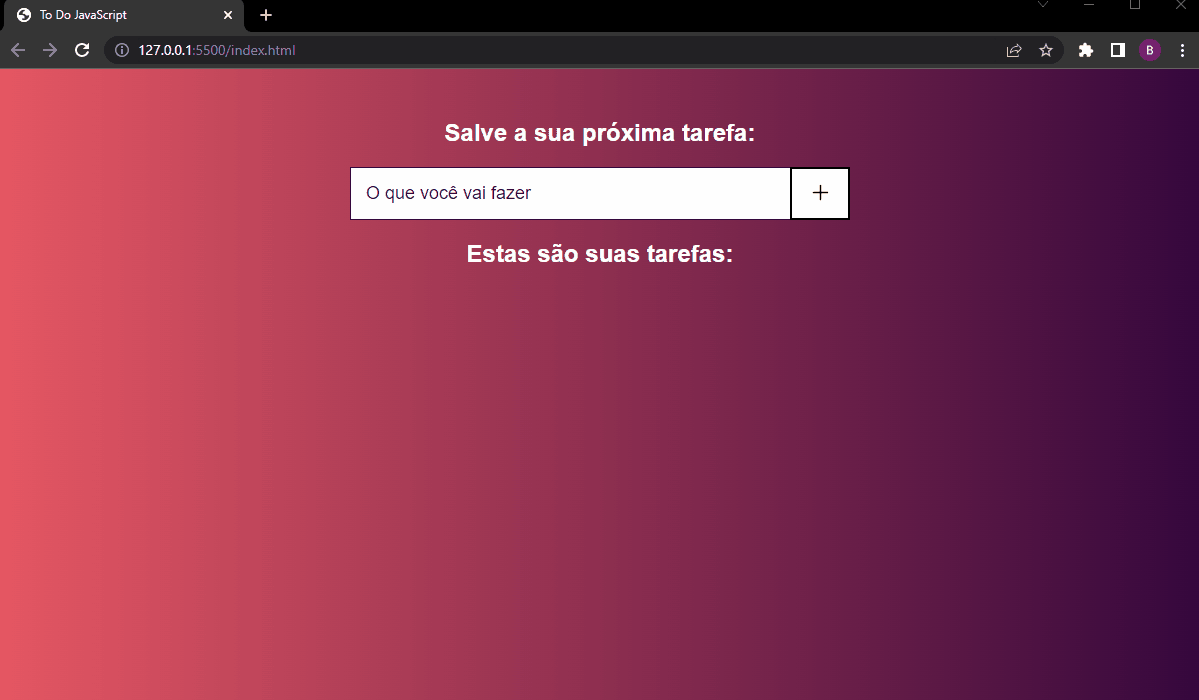 To Do JavaScript
127.0.0.1:5500/index.html
B
Salve a sua próxima tarefa:
O que você vai fazer
+
Estas são suas tarefas: